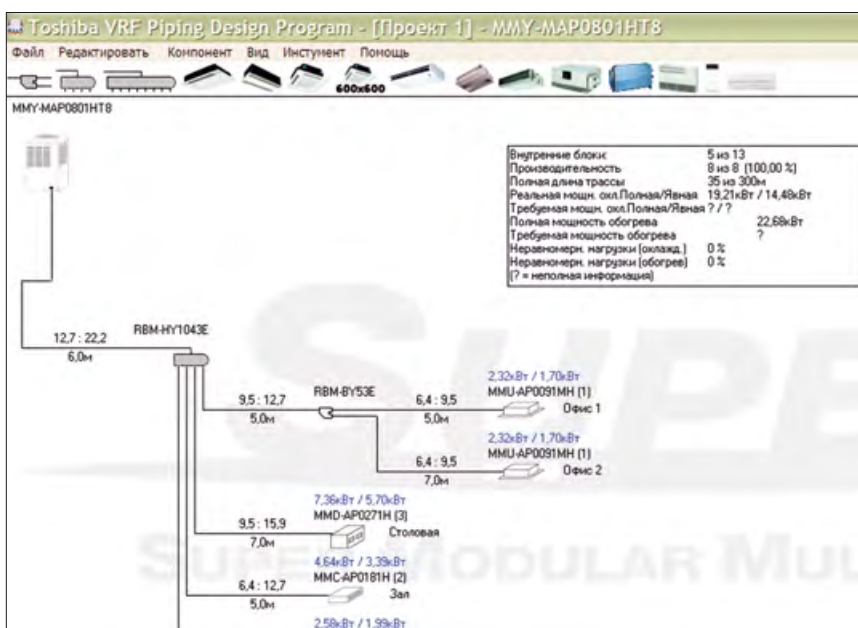 Toshiba VRF Piping Design Program - [Проект 1] - MMY-MAP0801HT8
Файл Редактировать Компонент Вид Инстумент Помощь
600x600
MMY-MAP0801HT8
Внутренние блоки: 5 из 13
Производительность 8 из 8 (100,00 %)
Полная длина трассы 35 из 300м
Реальная мощн. охл.Полная/Явная 19,21кВт / 14,48кВт
Требуемая мощн. охл.Полная/Явная ? / ?
Полная мощность обогрева 22,68кВт
Требуемая мощность обогрева ?
Неравномерн. нагрузки (охлажд.) 0 %
Неравномерн. нагрузки (обогрев) 0 %
(? = неполная информация)
12,7 : 22,2
6,0м
RBM-HY1043E
9,5 : 12,7
5,0м
RBM-BY53E
6,4 : 9,5
5,0м
2,32кВт / 1,70кВт
MMU-AP0091MH (1)
Офис 1
2,32кВт / 1,70кВт
MMU-AP0091MH (1)
Офис 2
6,4 : 9,5
7,0м
7,36кВт / 5,70кВт
MMD-AP0271H (3)
Столовая
9,5 : 15,9
7,0м
4,64кВт / 3,39кВт
MMC-AP0181H (2)
Зал
6,4 : 12,7
5,0м
2,58кВт / 1,99кВт
SUPE
SUPER MODULAR MUL